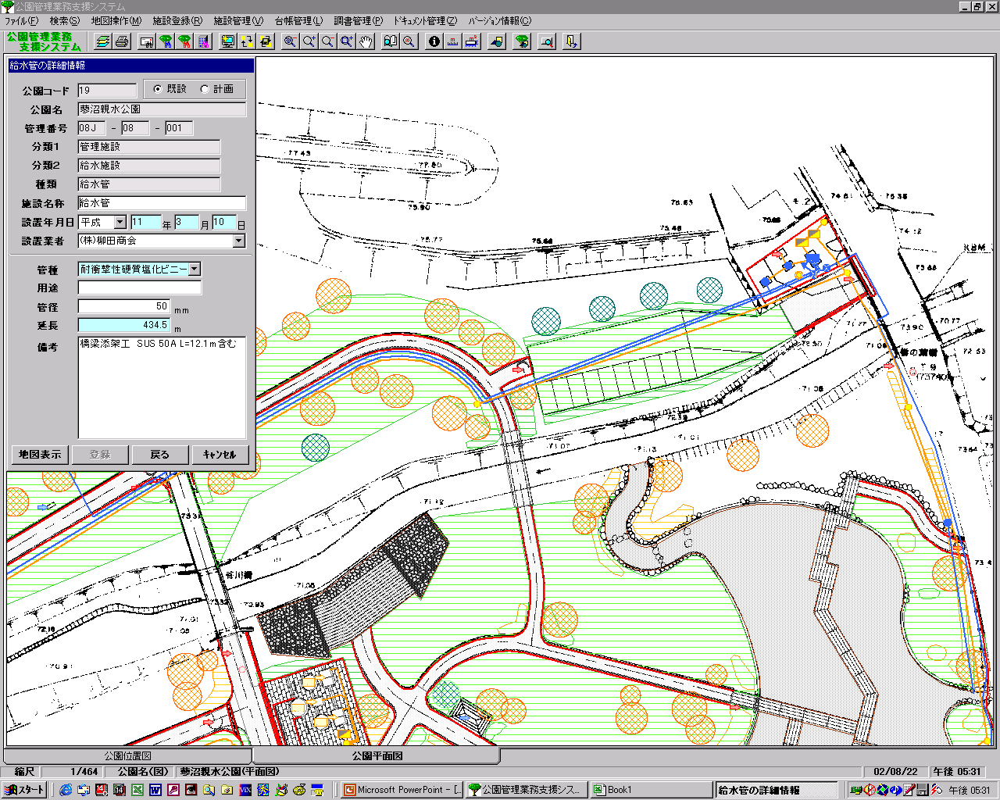 公園管理業務支援システム
ファイル(F) 検索(S) 地図操作(M) 施設登録(R) 施設管理(V) 台帳管理(L) 調書管理(P) ドキュメント管理(Z) バージョン情報(C)
公園管理業務
支援システム
給水管の詳細情報
公園コード 19 既設 計画
公園名 蓼沼親水公園
管理番号 08J - 08 - 001
分類1 管理施設
分類2 給水施設
種類 給水管
施設名称 給水管
設置年月日 平成 11 年 3 月 10 日
設置業者 (株)柳田商会
管種 耐衝撃性硬質塩化ビニー
用途
管径 50 mm
延長 434.5 m
備考 橋梁添架工 SUS 50A L=12.1m含む
地図表示 登録 戻る キャンセル
77.43
77.80
75.90
75.77
75.66
75.46
76.63
74.61
75.35
74.12
K8M
73.66
73.90
70.77
72.53
71.06
71.07
71.01
71.13
71.12
73.31
谷川橋
71.05
70.93
71.01
71.05
72.16
70.91
73.64
73.4
公園位置図 公園平面図
縮尺 1/464 公園名(図) 蓼沼親水公園(平面図) 02/08/22 午後 05:31
スタート Microsoft PowerPoint - [... 公園管理業務支援システム... Book1 給水管の詳細情報 午後 05:31